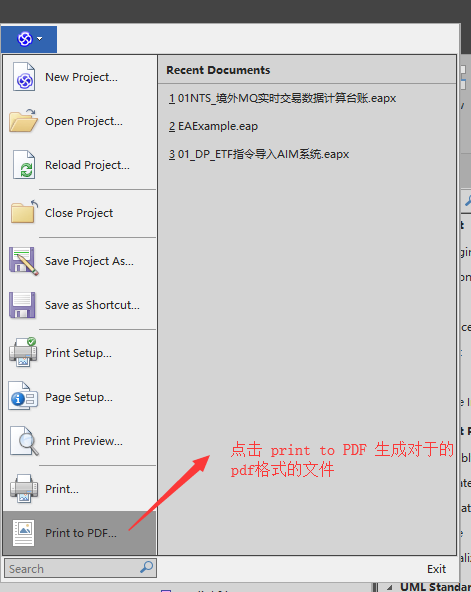 New Project...
Open Project...
Reload Project...
Close Project
Save Project As...
Save as Shortcut...
Print Setup...
Page Setup...
Print Preview...
Print...
Print to PDF...
Search
Recent Documents
1 01NTS_境外MQ实时交易数据计算台账.eapx
2 EAExample.eap
3 01_DP_ETF指令导入AIM系统.eapx
点击 print to PDF 生成对于的
pdf格式的文件
Exit
UML Standar